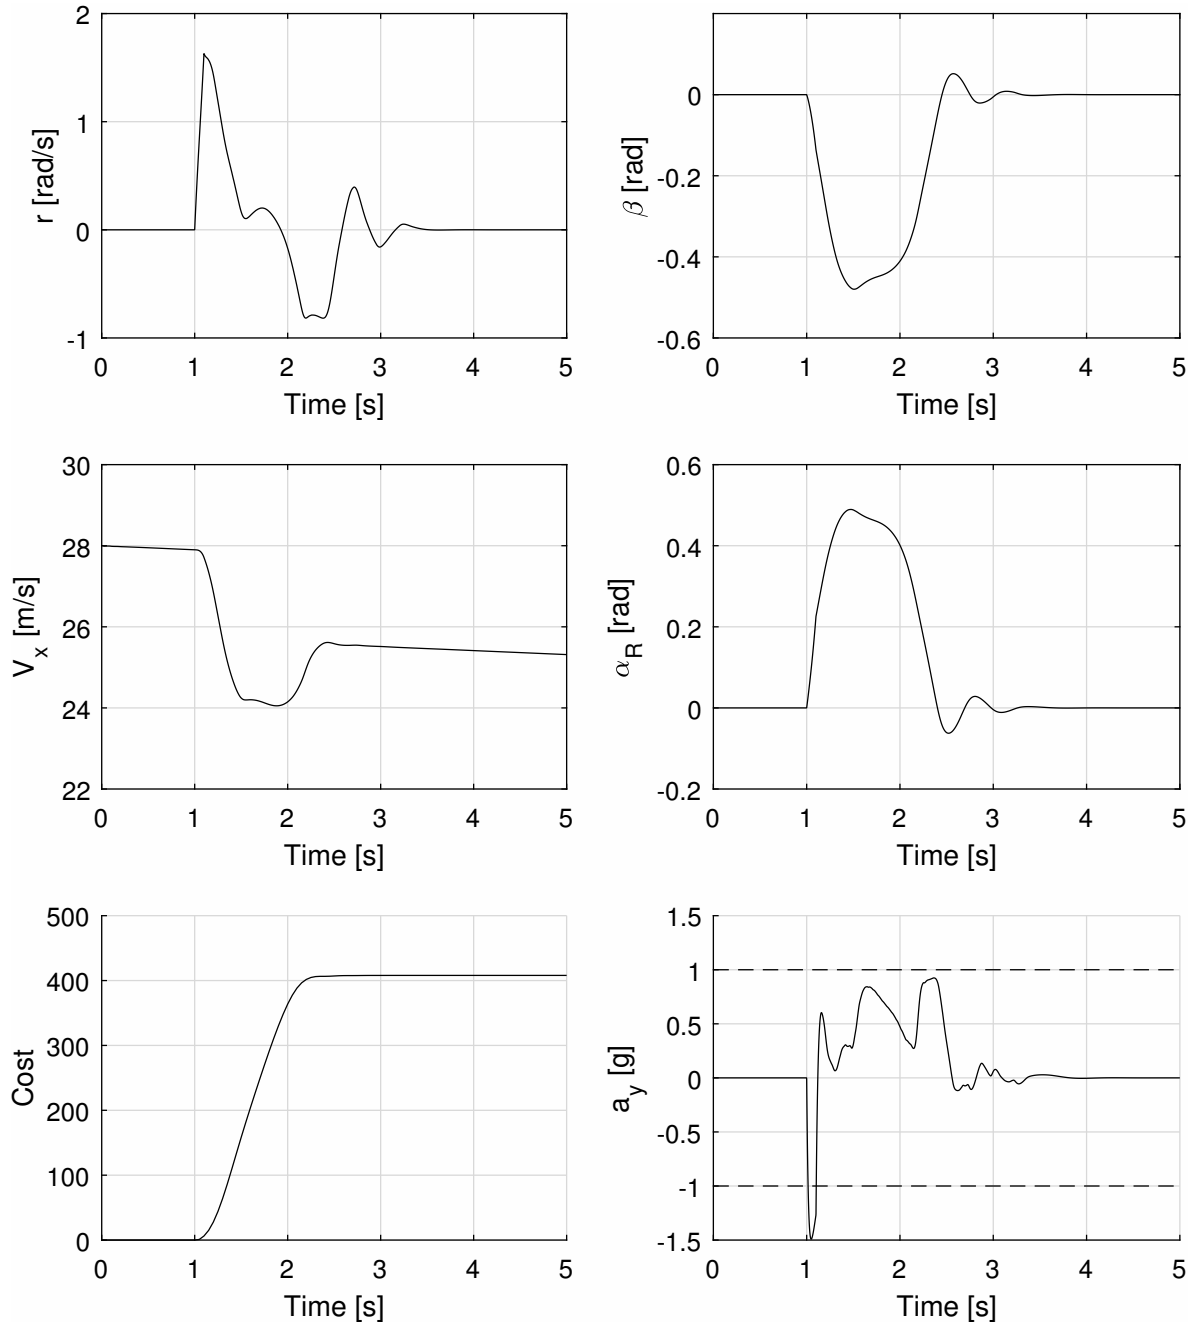 2
1
0
-1
r [rad/s]
0 1 2 3 4 5
Time [s]
0
-0.2
-0.4
-0.6
β [rad]
0 1 2 3 4 5
Time [s]
30
28
26
24
22
V_x [m/s]
0 1 2 3 4 5
Time [s]
0.6
0.4
0.2
0
-0.2
α_R [rad]
0 1 2 3 4 5
Time [s]
500
400
300
200
100
0
Cost
0 1 2 3 4 5
Time [s]
1.5
1
0.5
0
-0.5
-1
-1.5
a_y [g]
0 1 2 3 4 5
Time [s]